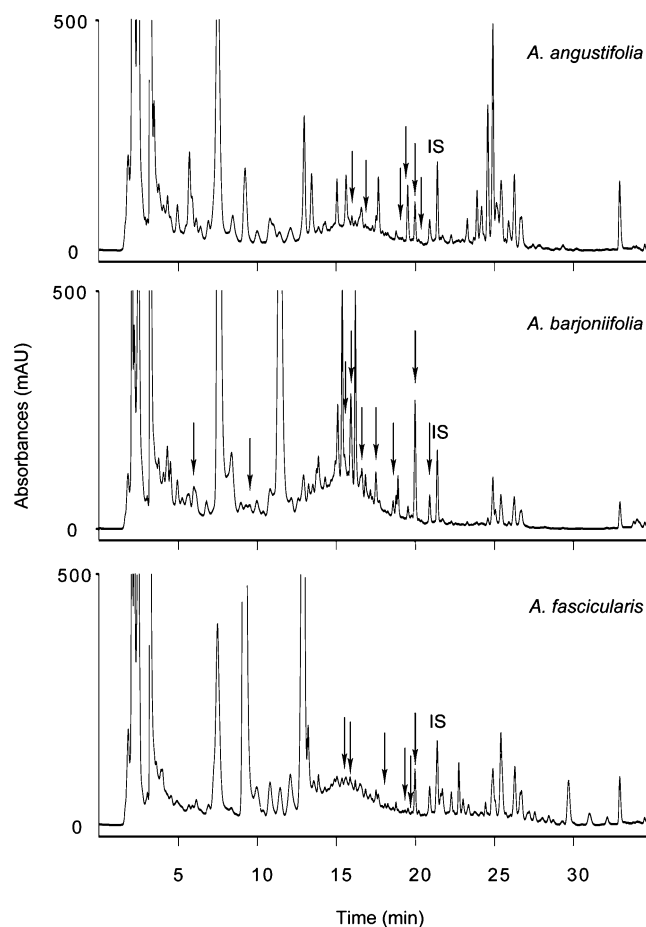 500
A. angustifolia
IS
0
500
A. barjoniifolia
IS
Absorbances (mAU)
0
500
A. fascicularis
IS
0
5 10 15 20 25 30
Time (min)